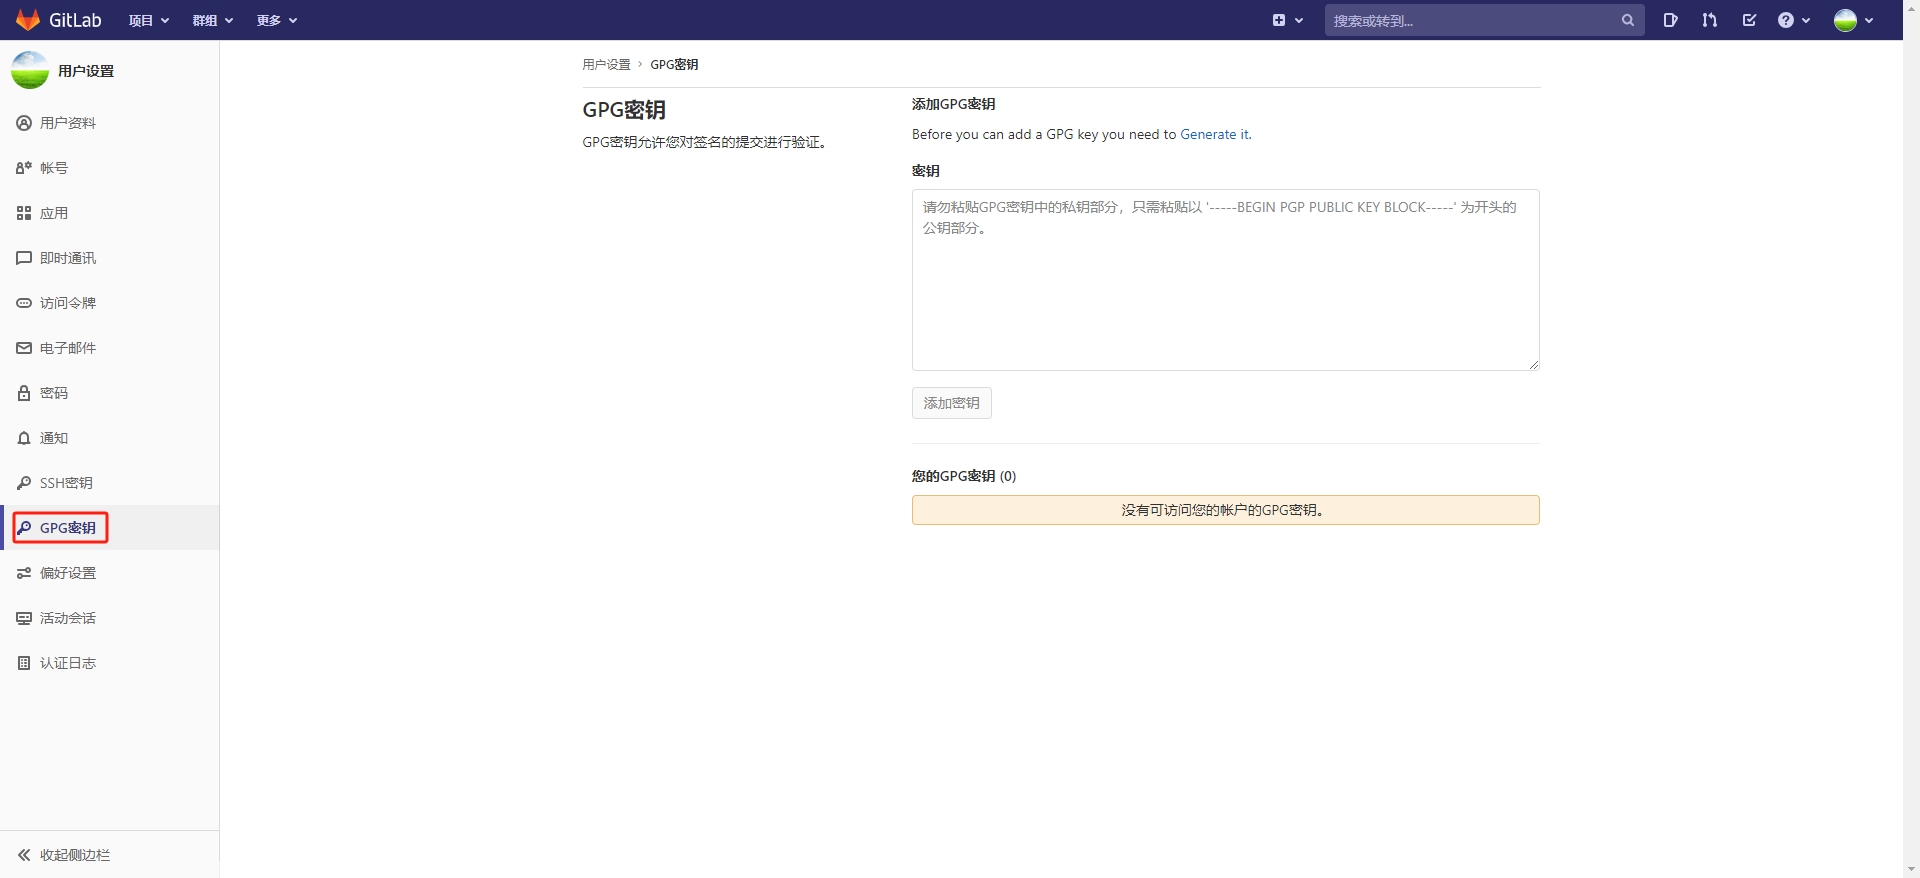 GitLab 项目 群组 更多 搜索或转到...
用户设置
用户资料
帐号
应用
即时通讯
访问令牌
电子邮件
密码
通知
SSH密钥
GPG密钥
偏好设置
活动会话
认证日志
收起侧边栏
用户设置 › GPG密钥
GPG密钥
GPG密钥允许您对签名的提交进行验证。
添加GPG密钥
Before you can add a GPG key you need to Generate it.
密钥
请勿粘贴GPG密钥中的私钥部分，只需粘贴以 '-----BEGIN PGP PUBLIC KEY BLOCK-----' 为开头的
公钥部分。
添加密钥
您的GPG密钥 (0)
没有可访问您的帐户的GPG密钥。